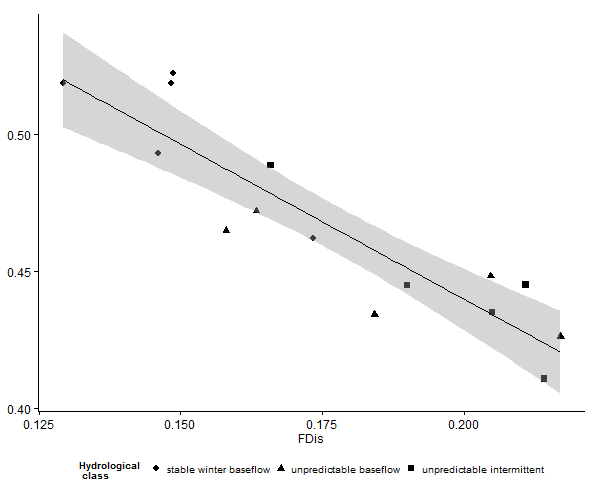 0.50
0.45
0.40
0.125 0.150 0.175 0.200
FDis
Hydrological
class
stable winter baseflow unpredictable baseflow unpredictable intermittent